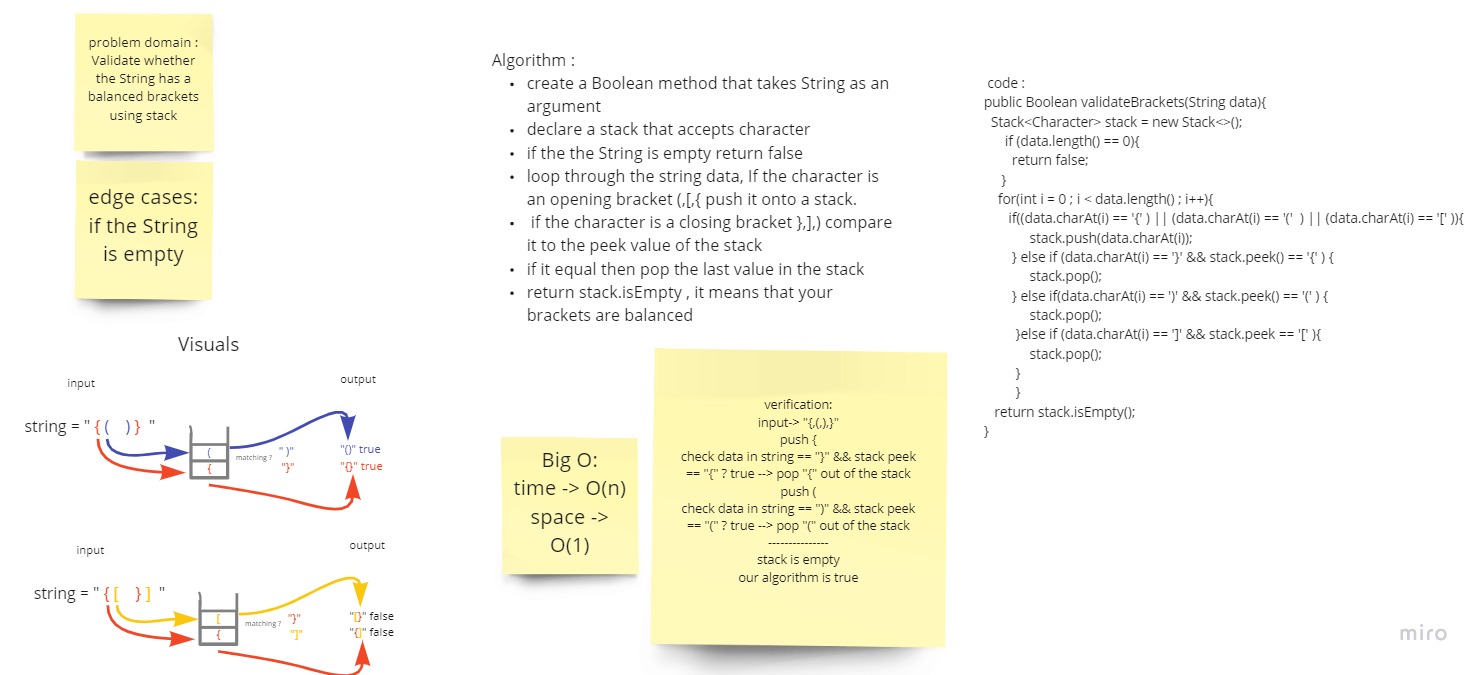 problem domain :
Validate whether
the String has a
balanced brackets
using stack
edge cases:
if the String
is empty
Visuals
input
output
string = " { (  ) } "
(
{
matching ?
" )"
"}"
"()" true
"{}" true
input
output
string = " { [  } ] "
[
{
matching ?
"}"
"]"
"[}" false
"{]" false
Algorithm :
• create a Boolean method that takes String as an
argument
• declare a stack that accepts character
• if the the String is empty return false
• loop through the string data, If the character is
an opening bracket (,[,{ push it onto a stack.
• if the character is a closing bracket },],) compare
it to the peek value of the stack
• if it equal then pop the last value in the stack
• return stack.isEmpty , it means that your
brackets are balanced
Big O:
time -> O(n)
space ->
O(1)
verification:
input-> "{,(,),}"
push {
check data in string == "}" && stack peek
== "{" ? true --> pop "{" out of the stack
push (
check data in string == ")" && stack peek
== "(" ? true --> pop "(" out of the stack
---------------
stack is empty
our algorithm is true
code :
public Boolean validateBrackets(String data){
Stack<Character> stack = new Stack<>();
if (data.length() == 0){
return false;
}
for(int i = 0 ; i < data.length() ; i++){
if((data.charAt(i) == '{' ) || (data.charAt(i) == '(' ) || (data.charAt(i) == '[' )){
stack.push(data.charAt(i));
} else if (data.charAt(i) == '}' && stack.peek() == '{' ) {
stack.pop();
} else if(data.charAt(i) == ')' && stack.peek() == '(' ) {
stack.pop();
}else if (data.charAt(i) == ']' && stack.peek == '[' ){
stack.pop();
}
}
return stack.isEmpty();
}
miro